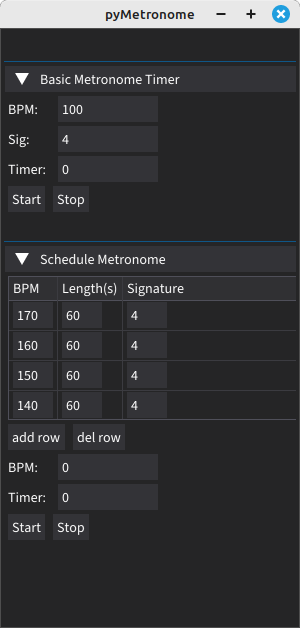 pyMetronome
Basic Metronome Timer
BPM: 100
Sig: 4
Timer: 0
Start Stop
Schedule Metronome
BPM Length(s) Signature
170 60 4
160 60 4
150 60 4
140 60 4
add row del row
BPM: 0
Timer: 0
Start Stop